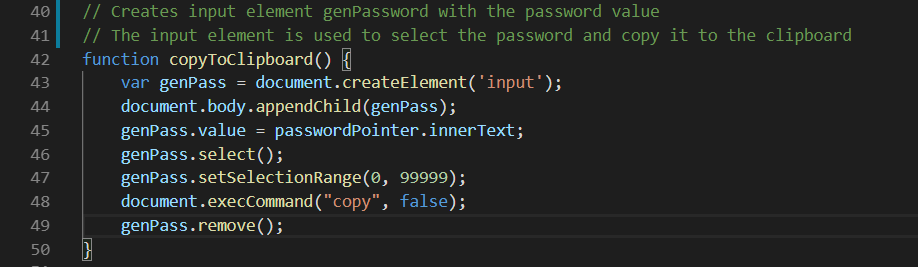 40 // Creates input element genPassword with the password value
41 // The input element is used to select the password and copy it to the clipboard
42 function copyToClipboard() {
43     var genPass = document.createElement('input');
44     document.body.appendChild(genPass);
45     genPass.value = passwordPointer.innerText;
46     genPass.select();
47     genPass.setSelectionRange(0, 99999);
48     document.execCommand("copy", false);
49     genPass.remove();
50 }